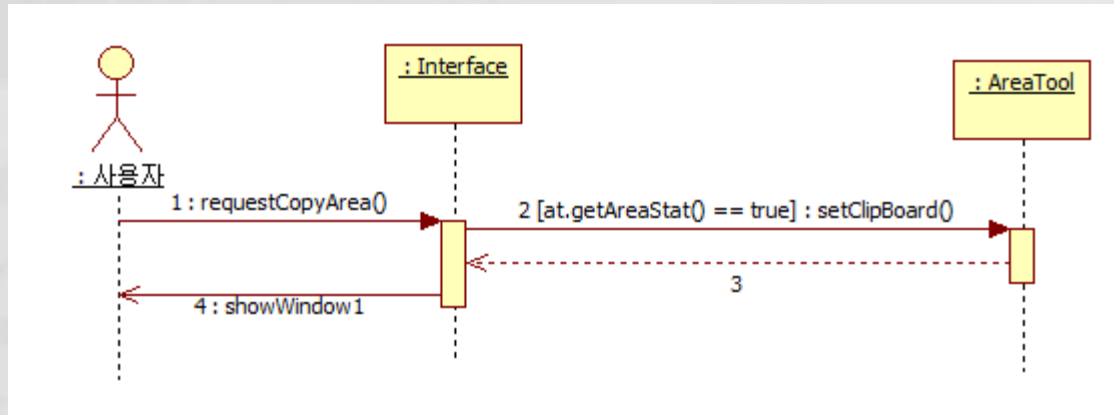 : Interface
: AreaTool
: 사용자
1 : requestCopyArea()
2 [at.getAreaStat() == true] : setClipBoard()
3
4 : showWindow1